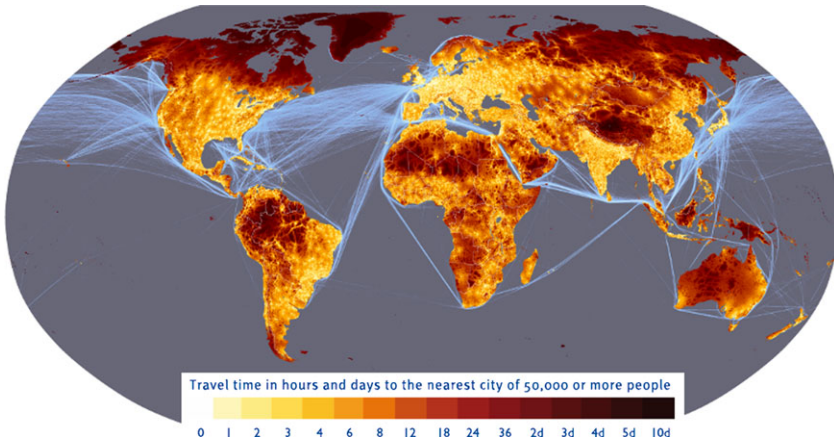 Travel time in hours and days to the nearest city of 50,000 or more people
0 1 2 3 4 6 8 12 18 24 36 2d 3d 4d 5d 10d